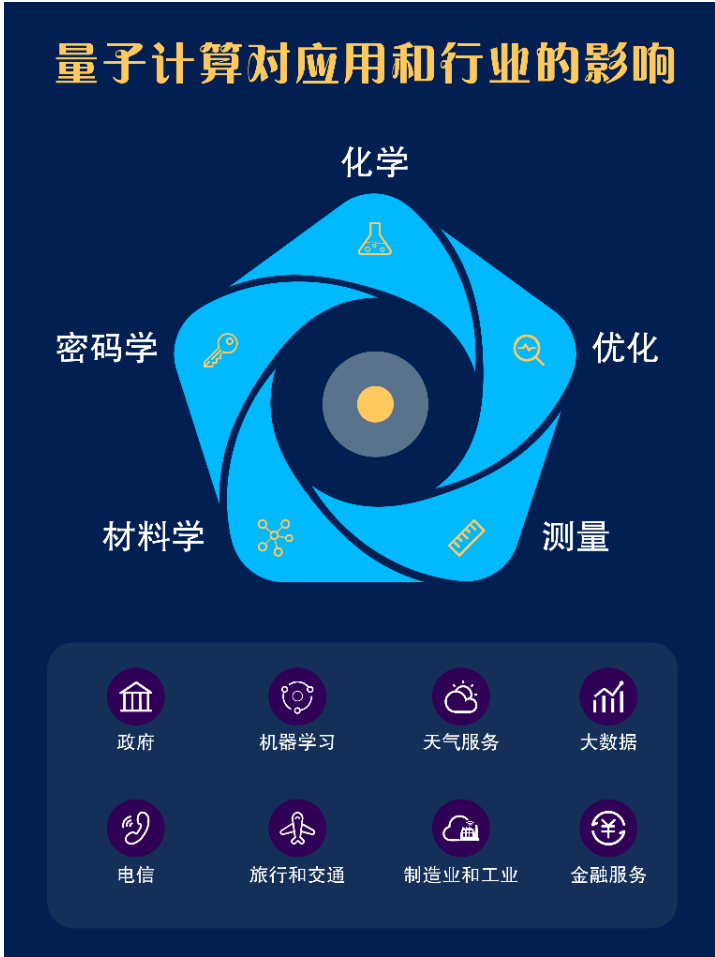 量子计算对应用和行业的影响
化学
密码学
优化
材料学
测量
政府
机器学习
天气服务
大数据
电信
旅行和交通
制造业和工业
金融服务